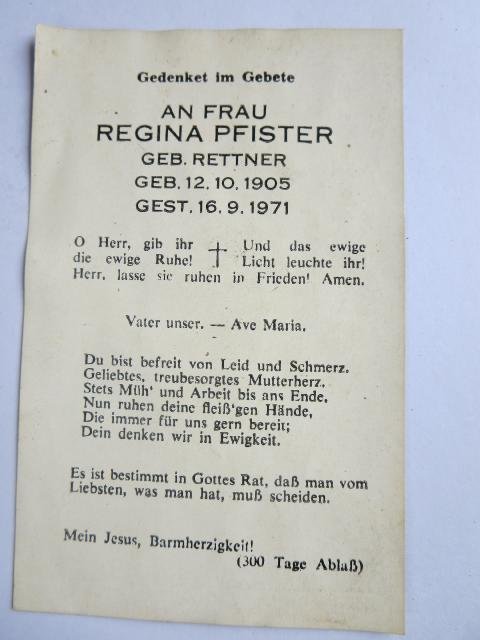 Gedenket im Gebete
AN FRAU
REGINA PFISTER
GEB. RETTNER
GEB. 12. 10. 1905
GEST. 16. 9. 1971
O Herr, gib ihr Und das ewige
die ewige Ruhe! Licht leuchte ihr!
Herr, lasse sie ruhen in Frieden! Amen.
Vater unser. — Ave Maria.
Du bist befreit von Leid und Schmerz.
Geliebtes, treubesorgtes Mutterherz.
Stets Müh' und Arbeit bis ans Ende,
Nun ruhen deine fleiß'gen Hände,
Die immer für uns gern bereit;
Dein denken wir in Ewigkeit.
Es ist bestimmt in Gottes Rat, daß man vom
Liebsten, was man hat, muß scheiden.
Mein Jesus, Barmherzigkeit!
(300 Tage Ablaß)